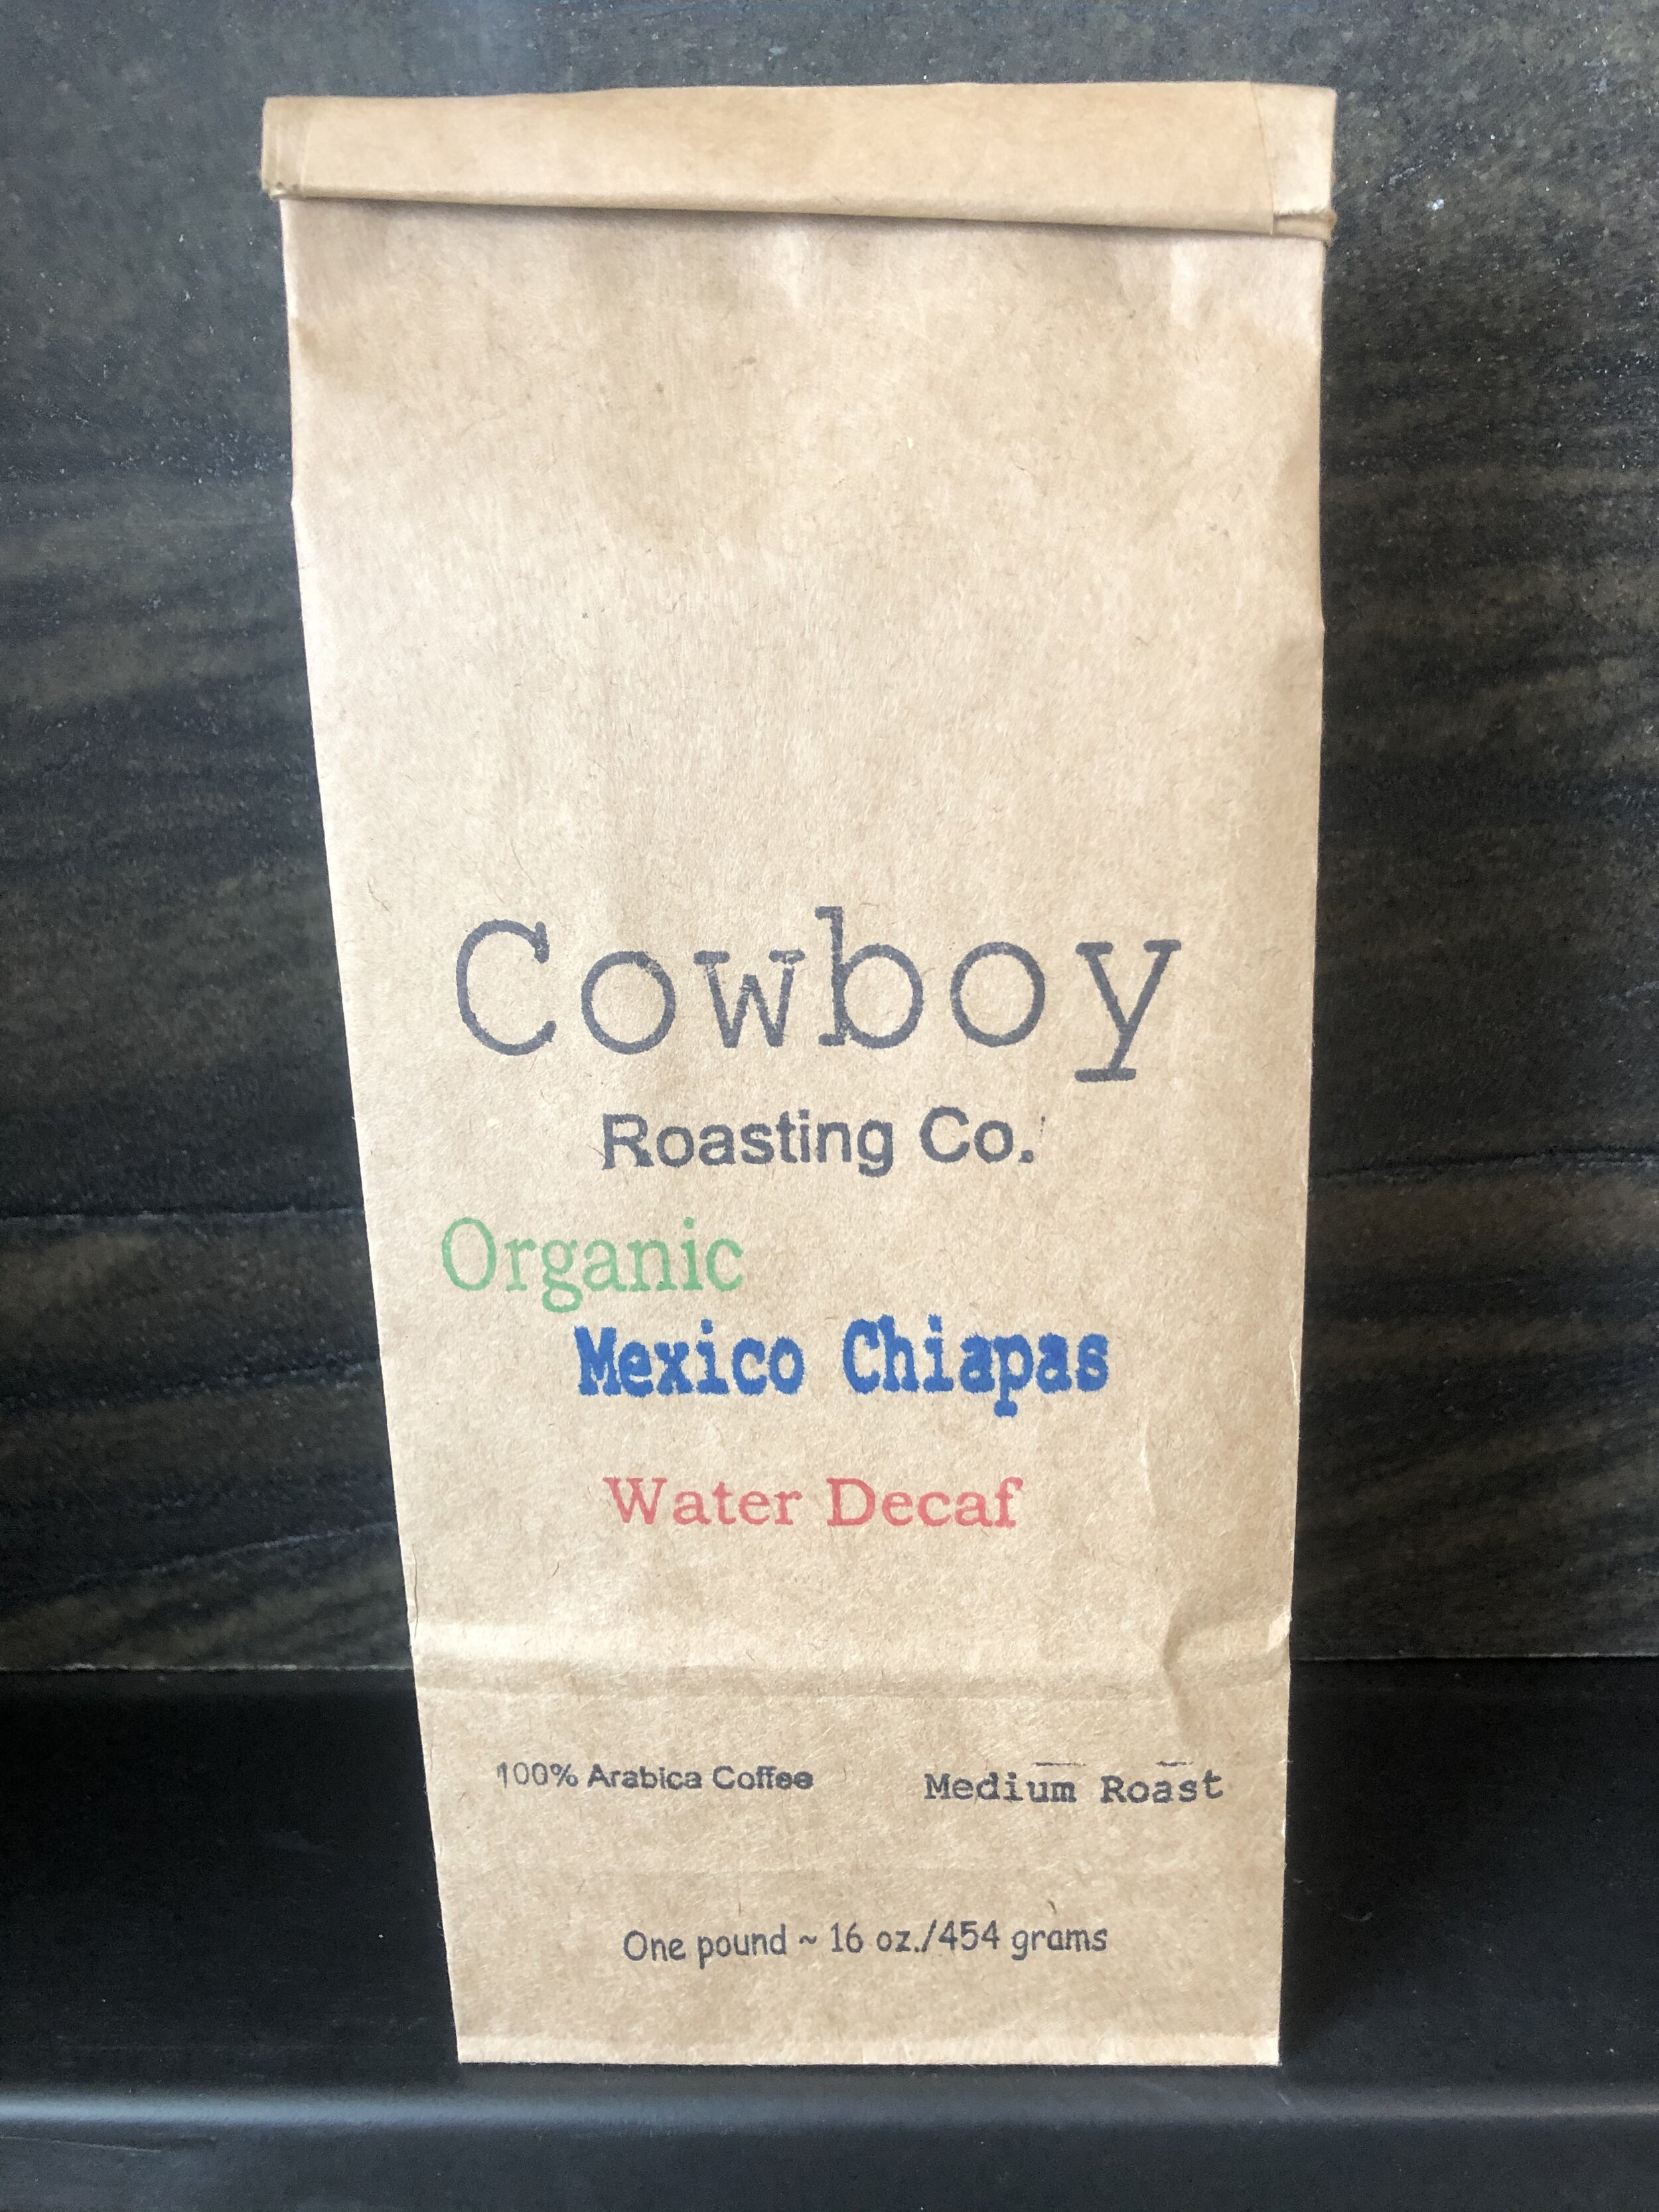 Cowboy
Roasting Co.
Organic
Mexico Chiapas
Water Decaf
100% Arabica Coffee
Medium Roast
One pound ~ 16 oz./454 grams